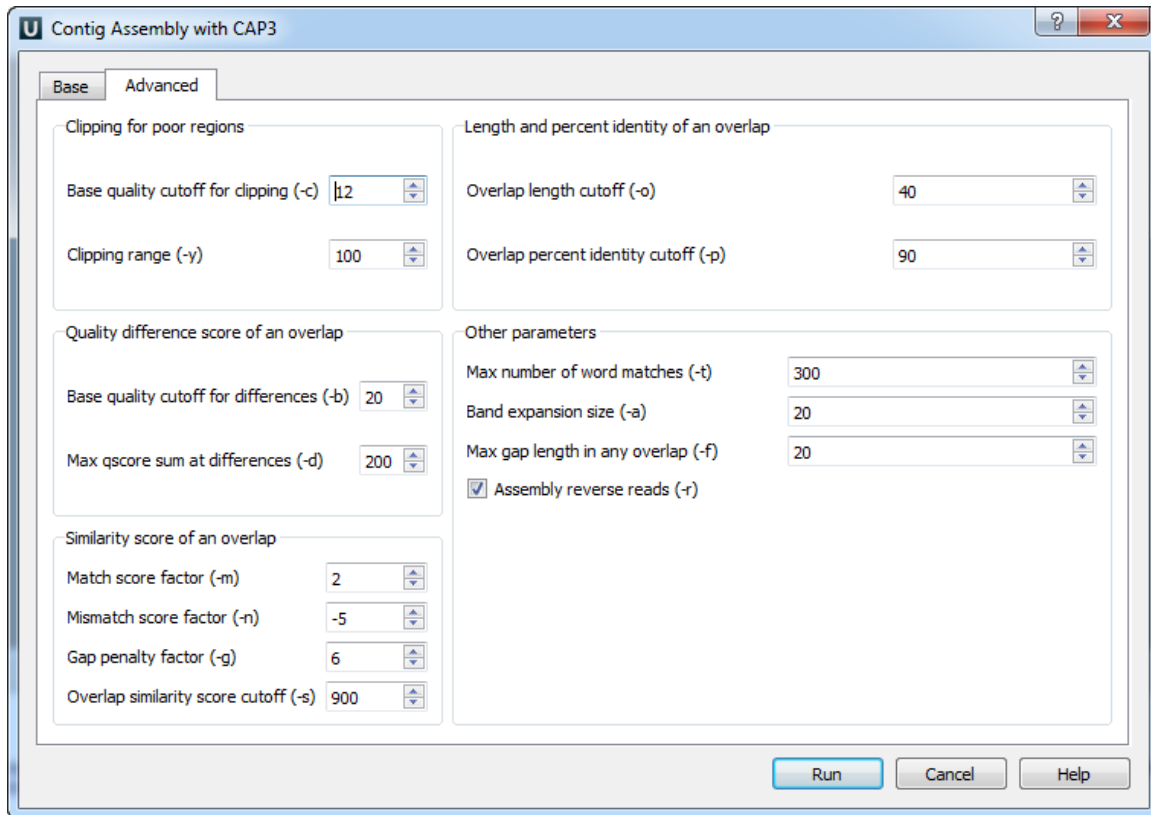 U Contig Assembly with CAP3
? X
Base Advanced
Clipping for poor regions
Base quality cutoff for clipping (-c) 12
Clipping range (-y) 100
Length and percent identity of an overlap
Overlap length cutoff (-o) 40
Overlap percent identity cutoff (-p) 90
Quality difference score of an overlap
Base quality cutoff for differences (-b) 20
Max qscore sum at differences (-d) 200
Other parameters
Max number of word matches (-t) 300
Band expansion size (-a) 20
Max gap length in any overlap (-f) 20
Assembly reverse reads (-r)
Similarity score of an overlap
Match score factor (-m) 2
Mismatch score factor (-n) -5
Gap penalty factor (-g) 6
Overlap similarity score cutoff (-s) 900
Run Cancel Help